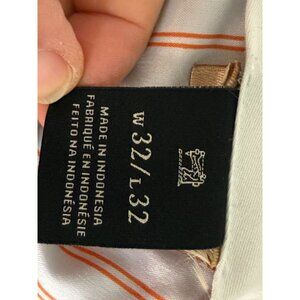 W 32/L 32
MADE IN INDONESIA
FABRIQUÉ EN INDONÉSIE
FEITO NA INDONÉSIA